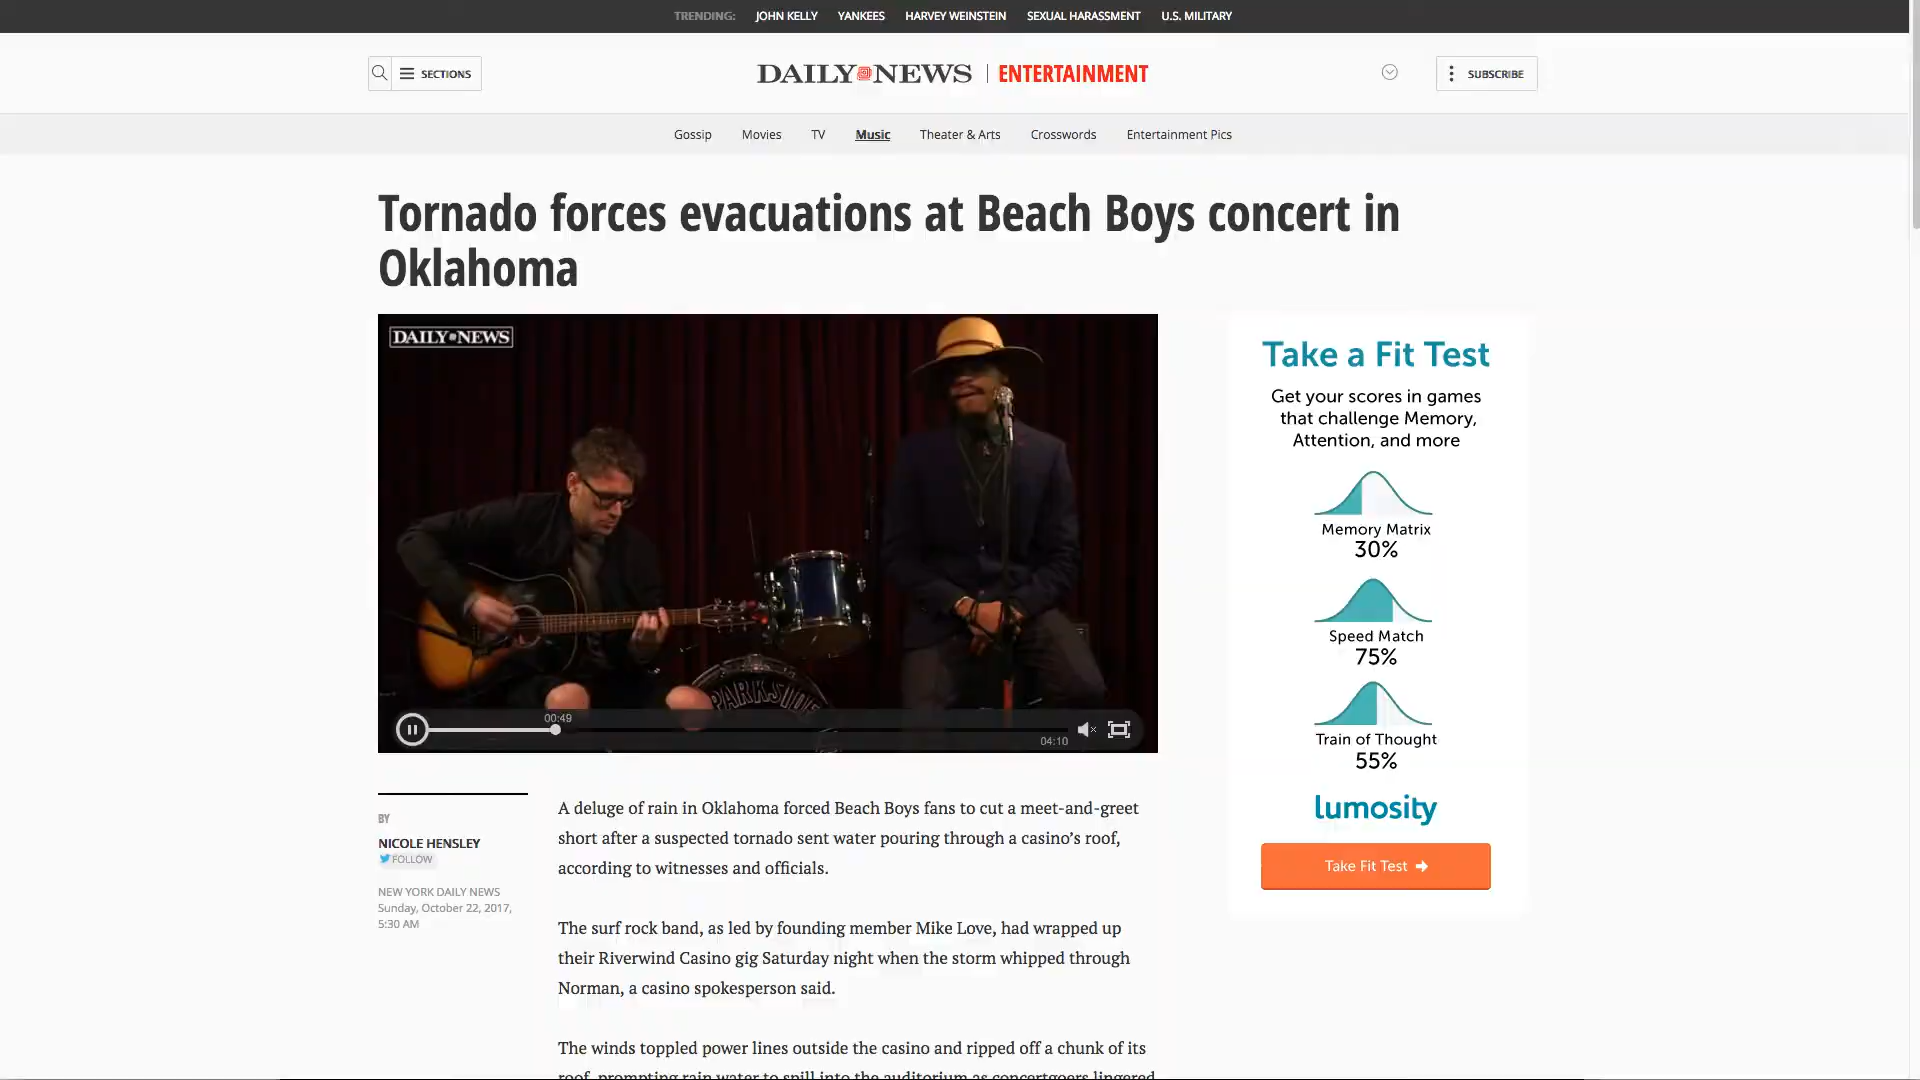 TRENDING: JOHN KELLY YANKEES HARVEY WEINSTEIN SEXUAL HARASSMENT U.S. MILITARY
SECTIONS
DAILY NEWS ENTERTAINMENT
SUBSCRIBE
Gossip Movies TV Music Theater & Arts Crosswords Entertainment Pics
Tornado forces evacuations at Beach Boys concert in
Oklahoma
DAILY NEWS
PARKSIDE
00:49
04:10
Take a Fit Test
Get your scores in games
that challenge Memory,
Attention, and more
Memory Matrix
30%
Speed Match
75%
Train of Thought
55%
lumosity
Take Fit Test
BY
NICOLE HENSLEY
FOLLOW
NEW YORK DAILY NEWS
Sunday, October 22, 2017,
5:30 AM
A deluge of rain in Oklahoma forced Beach Boys fans to cut a meet-and-greet
short after a suspected tornado sent water pouring through a casino's roof,
according to witnesses and officials.
The surf rock band, as led by founding member Mike Love, had wrapped up
their Riverwind Casino gig Saturday night when the storm whipped through
Norman, a casino spokesperson said.
The winds toppled power lines outside the casino and ripped off a chunk of its
roof, prompting rain water to spill into the auditorium as concertgoers lingered